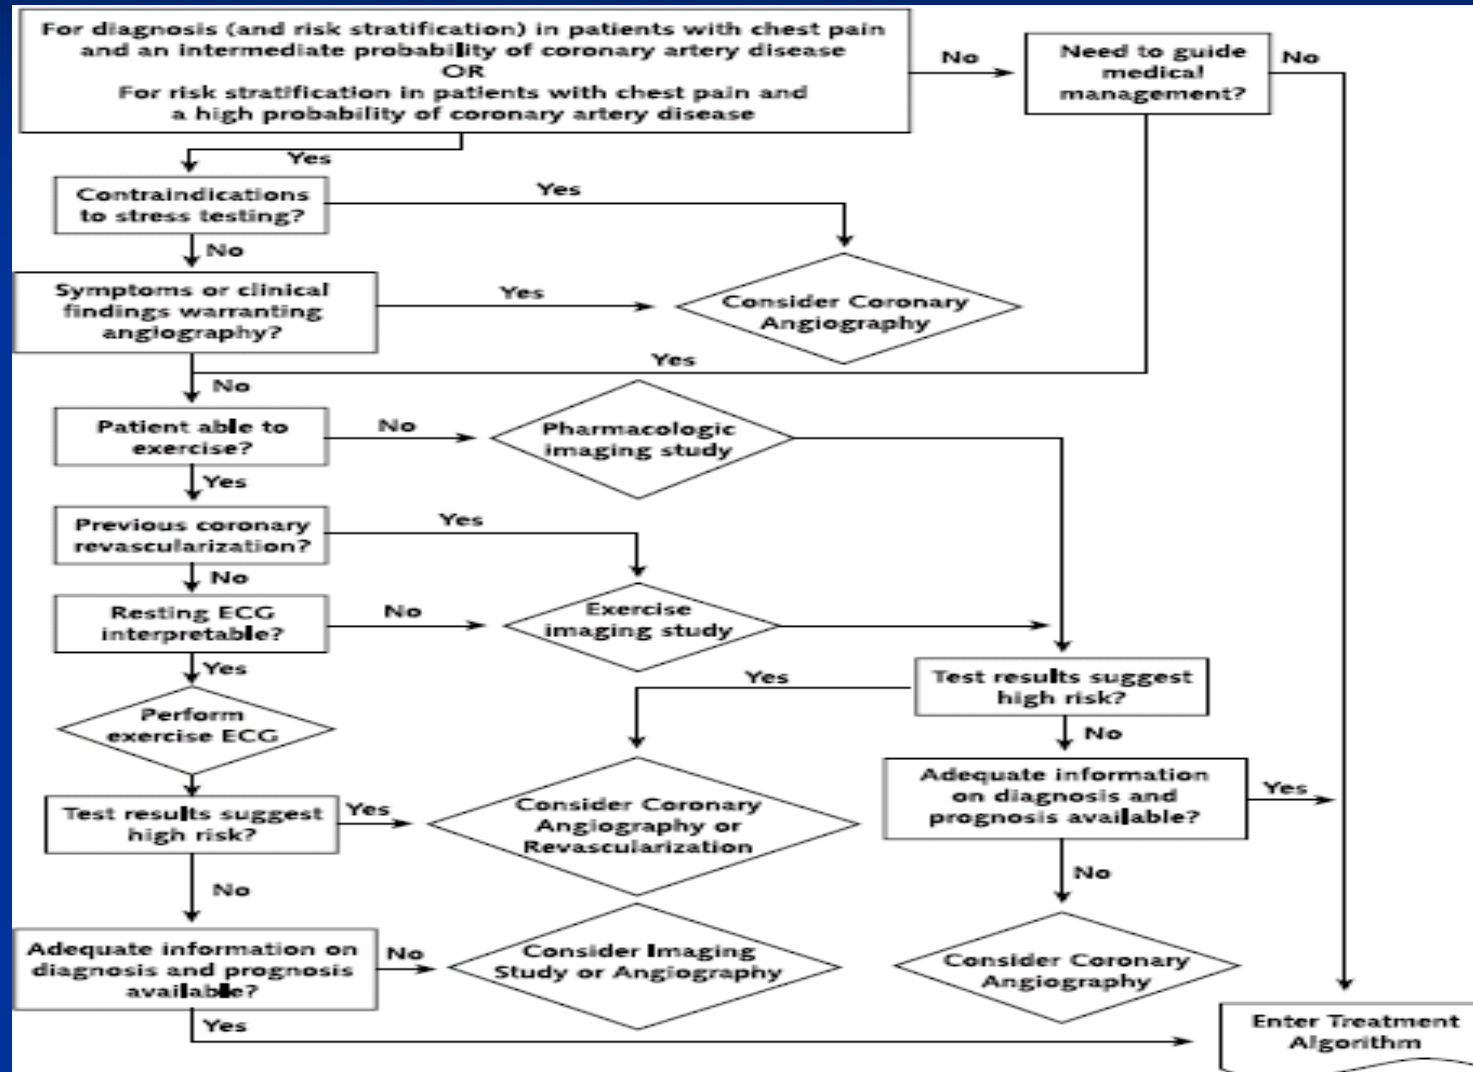 For diagnosis (and risk stratification) in patients with chest pain
and an intermediate probability of coronary artery disease
OR
For risk stratification in patients with chest pain and
a high probability of coronary artery disease
No
Need to guide
medical
management?
No
Yes
Contraindications
to stress testing?
Yes
No
Symptoms or clinical
findings warranting
angiography?
Yes
Consider Coronary
Angiography
Yes
No
Patient able to
exercise?
No
Pharmacologic
imaging study
Yes
Previous coronary
revascularization?
Yes
No
Resting ECG
interpretable?
No
Exercise
imaging study
Yes
Perform
exercise ECG
Yes
Test results suggest
high risk?
No
Test results suggest
high risk?
Yes
Consider Coronary
Angiography or
Revascularization
Adequate information
on diagnosis and
prognosis available?
Yes
No
No
Adequate information on
diagnosis and prognosis
available?
No
Consider Imaging
Study or Angiography
Consider Coronary
Angiography
Yes
Enter Treatment
Algorithm